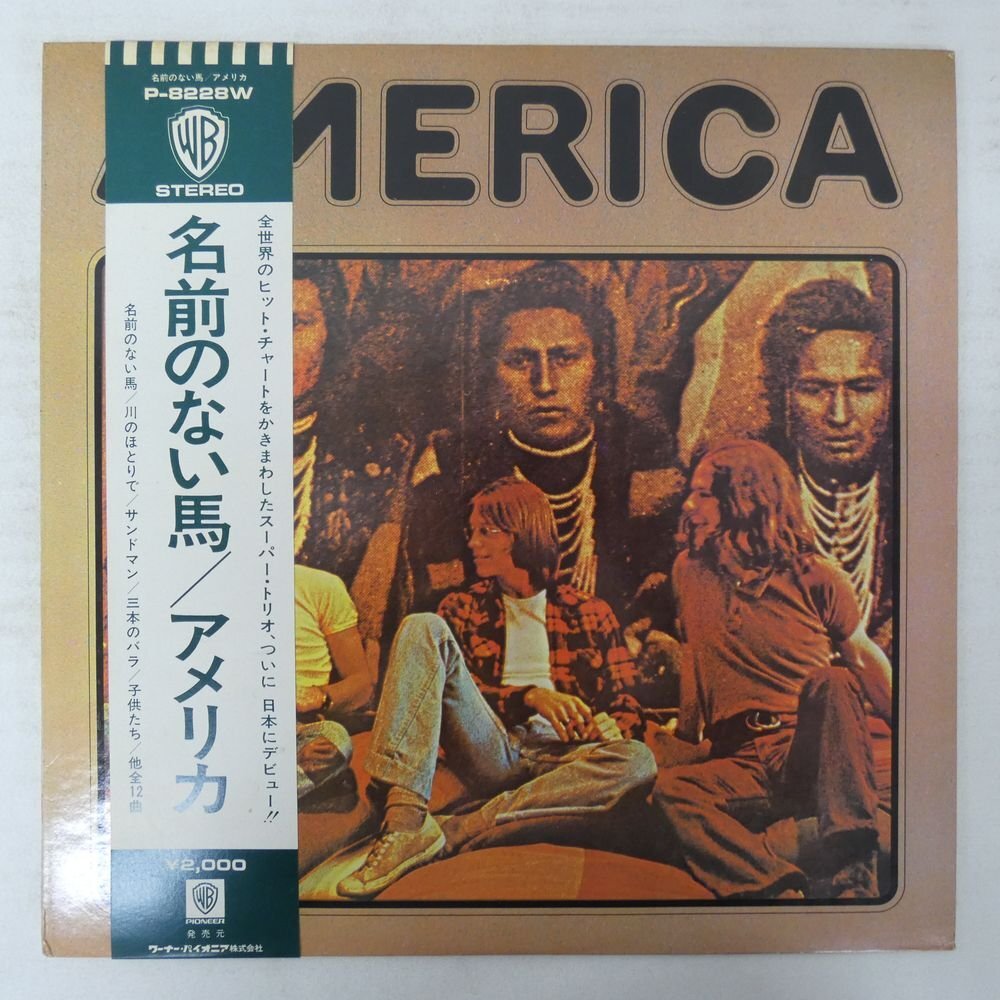 AMERICA
名前のない馬/アメリカ
P-8228W
WB
STEREO
全世界のヒット・チャートをかきまわしたスーパー・トリオ、ついに 日本にデビュー!!
名前のない馬/アメリカ
名前のない馬/川のほとりで/サンドマン/三本のバラ/子供たち/他全12曲
¥2,000
WB
PIONEER
発売元
ワーナー・パイオニア株式会社